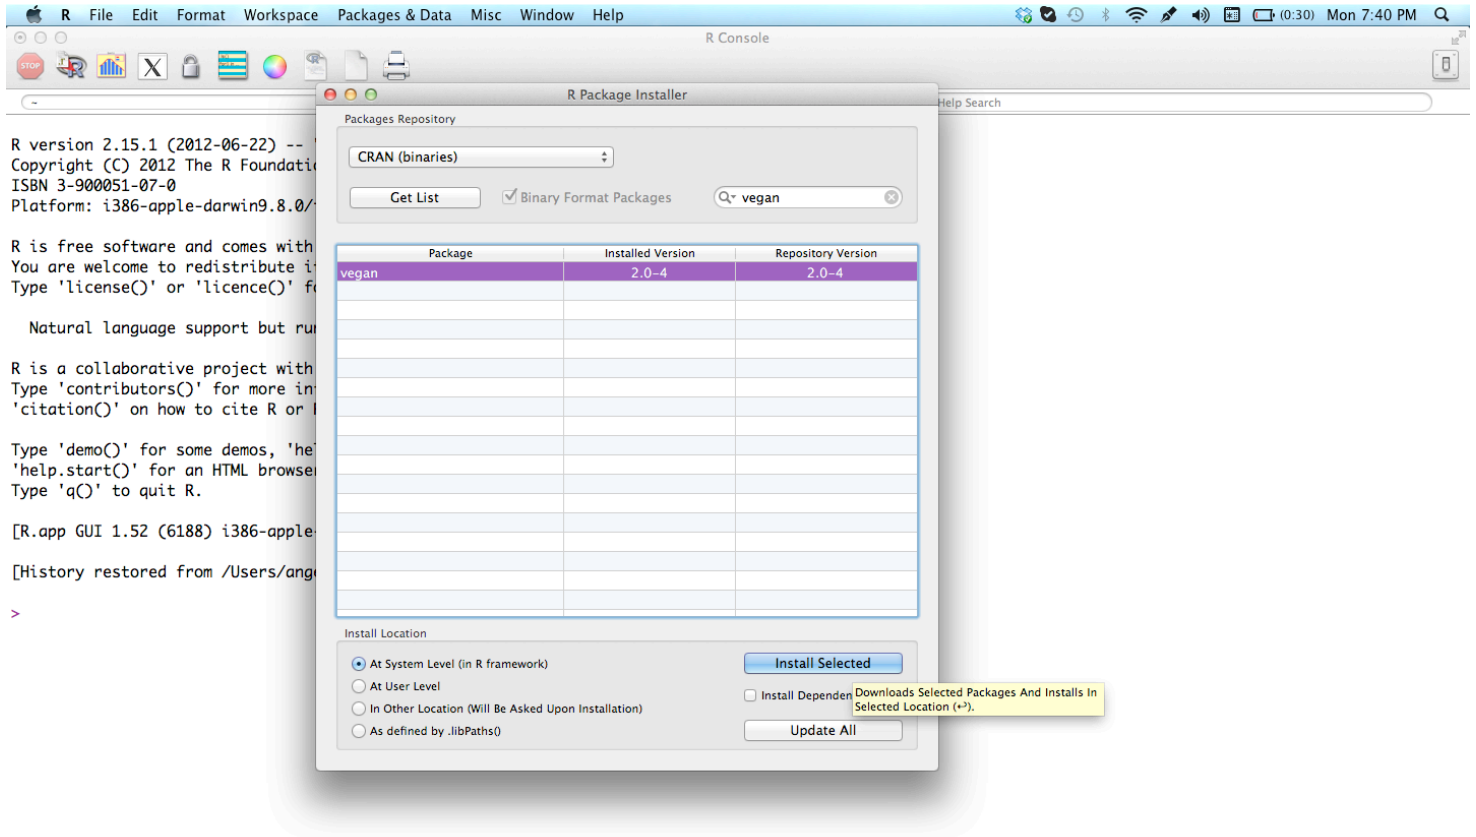 R File Edit Format Workspace Packages & Data Misc Window Help (0:30) Mon 7:40 PM
R Console
STOP X
~
Help Search
R Package Installer
Packages Repository
CRAN (binaries)
Get List Binary Format Packages vegan
Package Installed Version Repository Version
vegan 2.0-4 2.0-4
Install Location
At System Level (in R framework)
At User Level
In Other Location (Will Be Asked Upon Installation)
As defined by .libPaths()
Install Selected
Install Dependen
Update All
Downloads Selected Packages And Installs In
Selected Location (↩).
R version 2.15.1 (2012-06-22) --
Copyright (C) 2012 The R Foundati
ISBN 3-900051-07-0
Platform: i386-apple-darwin9.8.0/
R is free software and comes with
You are welcome to redistribute i
Type 'license()' or 'licence()' f
Natural language support but ru
R is a collaborative project with
Type 'contributors()' for more in
'citation()' on how to cite R or
Type 'demo()' for some demos, 'he
'help.start()' for an HTML browse
Type 'q()' to quit R.
[R.app GUI 1.52 (6188) i386-apple-
[History restored from /Users/ang
>